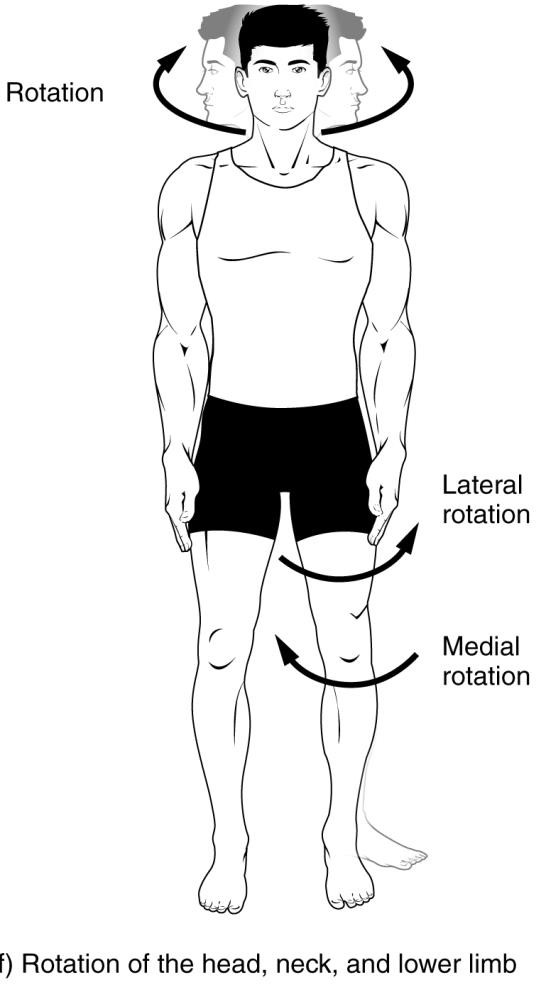 Rotation
Lateral
rotation
Medial
rotation
f) Rotation of the head, neck, and lower limb